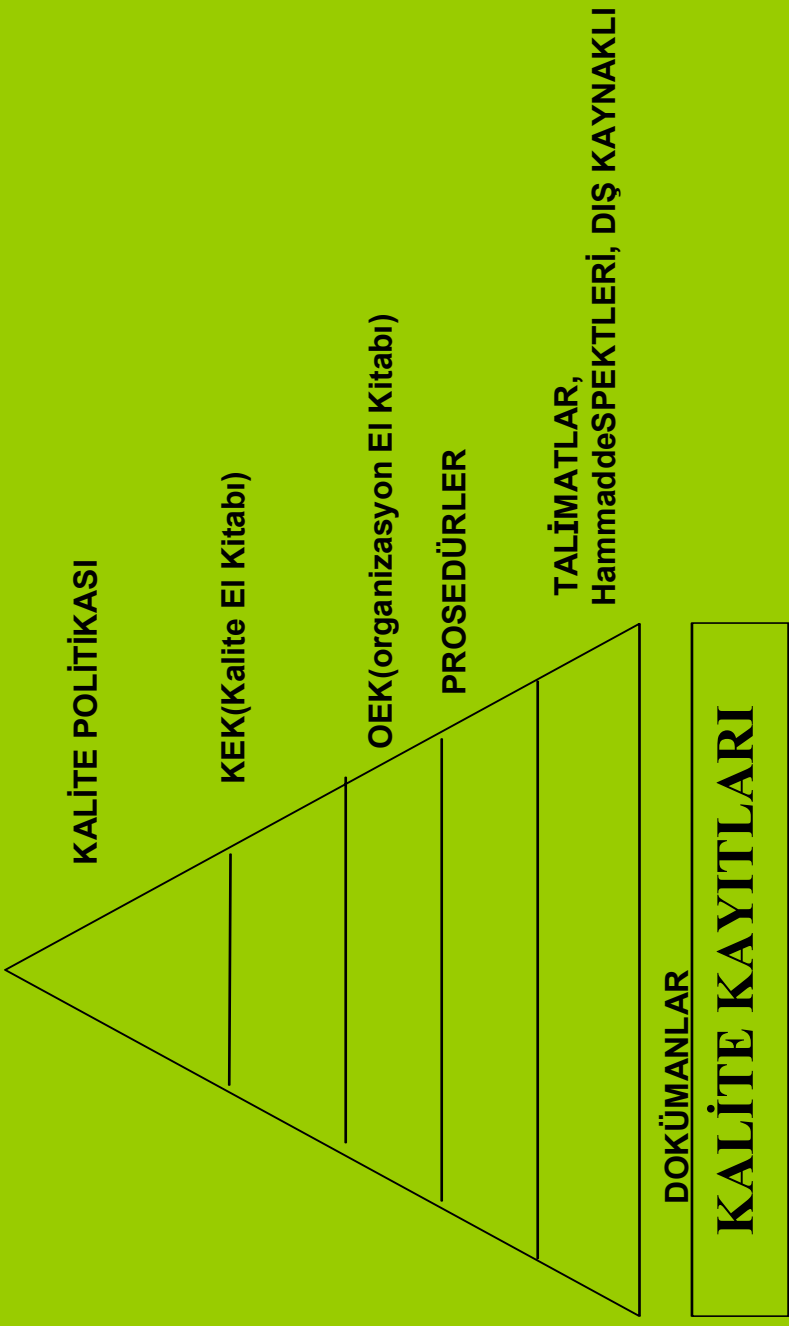 KALİTE POLİTİKASI
KEK(Kalite El Kitabı)
OEK(organizasyon El Kitabı)
PROSEDÜRLER
TALİMATLAR,
HammaddeSPEKTLERİ, DIŞ KAYNAKLI
DOKÜMANLAR
KALİTE KAYITLARI